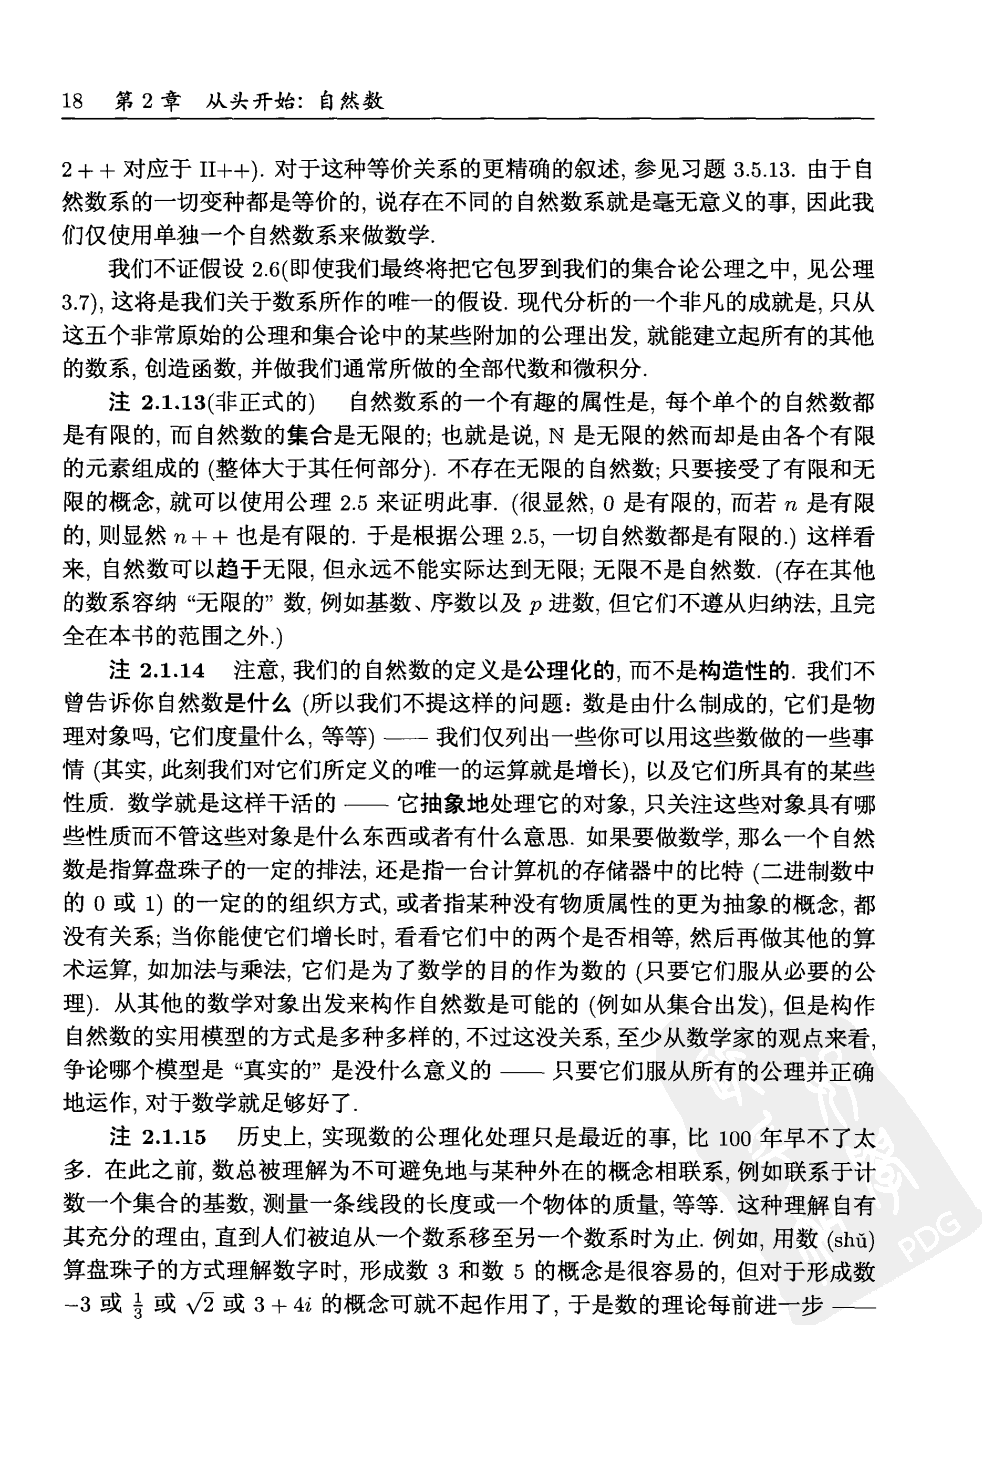 18 第 2 章 从头开始: 自然数
2 + + 对应于 II++). 对于这种等价关系的更精确的叙述, 参见习题 3.5.13. 由于自
然数系的一切变种都是等价的, 说存在不同的自然数系就是毫无意义的事, 因此我
们仅使用单独一个自然数系来做数学.
我们不证假设 2.6(即使我们最终将把它包罗到我们的集合论公理之中, 见公理
3.7), 这将是我们关于数系所作的唯一的假设. 现代分析的一个非凡的成就是, 只从
这五个非常原始的公理和集合论中的某些附加的公理出发, 就能建立起所有的其他
的数系, 创造函数, 并做我们通常所做的全部代数和微积分.
注 2.1.13(非正式的) 自然数系的一个有趣的属性是, 每个单个的自然数都
是有限的, 而自然数的集合是无限的; 也就是说, ℕ 是无限的然而却是由各个有限
的元素组成的 (整体大于其任何部分). 不存在无限的自然数; 只要接受了有限和无
限的概念, 就可以使用公理 2.5 来证明此事. (很显然, 0 是有限的, 而若 n 是有限
的, 则显然 n + + 也是有限的. 于是根据公理 2.5, 一切自然数都是有限的.) 这样看
来, 自然数可以趋于无限, 但永远不能实际达到无限; 无限不是自然数. (存在其他
的数系容纳 “无限的” 数, 例如基数、序数以及 p 进数, 但它们不遵从归纳法, 且完
全在本书的范围之外.)
注 2.1.14 注意, 我们的自然数的定义是公理化的, 而不是构造性的. 我们不
曾告诉你自然数是什么 (所以我们不提这样的问题: 数是由什么制成的, 它们是物
理对象吗, 它们度量什么, 等等) —— 我们仅列出一些你可以用这些数做的一些事
情 (其实, 此刻我们对它们所定义的唯一的运算就是增长), 以及它们所具有的某些
性质. 数学就是这样干活的 —— 它抽象地处理它的对象, 只关注这些对象具有哪
些性质而不管这些对象是什么东西或者有什么意思. 如果要做数学, 那么一个自然
数是指算盘珠子的一定的排法, 还是指一台计算机的存储器中的比特 (二进制数中
的 0 或 1) 的一定的的组织方式, 或者指某种没有物质属性的更为抽象的概念, 都
没有关系; 当你能使它们增长时, 看看它们中的两个是否相等, 然后再做其他的算
术运算, 如加法与乘法, 它们是为了数学的目的作为数的 (只要它们服从必要的公
理). 从其他的数学对象出发来构作自然数是可能的 (例如从集合出发), 但是构作
自然数的实用模型的方式是多种多样的, 不过这没关系, 至少从数学家的观点来看,
争论哪个模型是 “真实的” 是没什么意义的 —— 只要它们服从所有的公理并正确
地运作, 对于数学就足够好了.
注 2.1.15 历史上, 实现数的公理化处理只是最近的事, 比 100 年早不了太
多. 在此之前, 数总被理解为不可避免地与某种外在的概念相联系, 例如联系于计
数一个集合的基数, 测量一条线段的长度或一个物体的质量, 等等. 这种理解自有
其充分的理由, 直到人们被迫从一个数系移至另一个数系时为止. 例如, 用数 (shǔ)
算盘珠子的方式理解数字时, 形成数 3 和数 5 的概念是很容易的, 但对于形成数
-3 或 1/3 或 √2 或 3 + 4i 的概念可就不起作用了, 于是数的理论每前进一步 ——
PDG